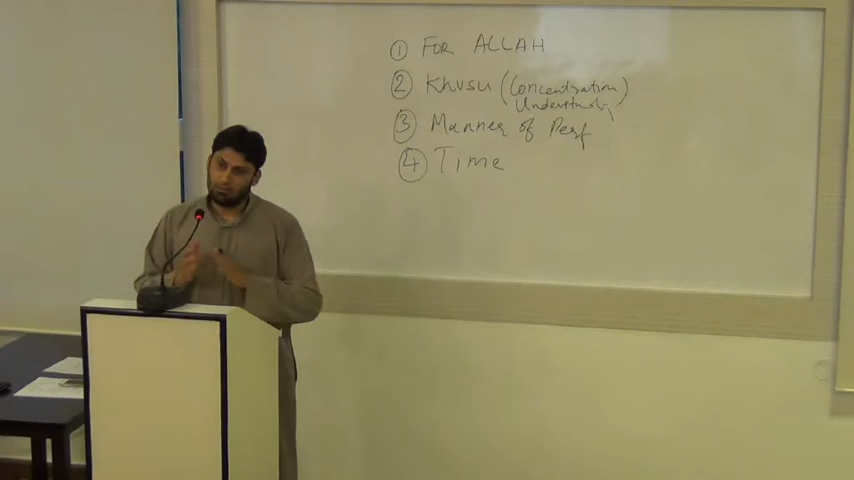 ① FOR ALLAH
② Khusu (Concentration
Understanding)
③ Manner of Perf
④ Time